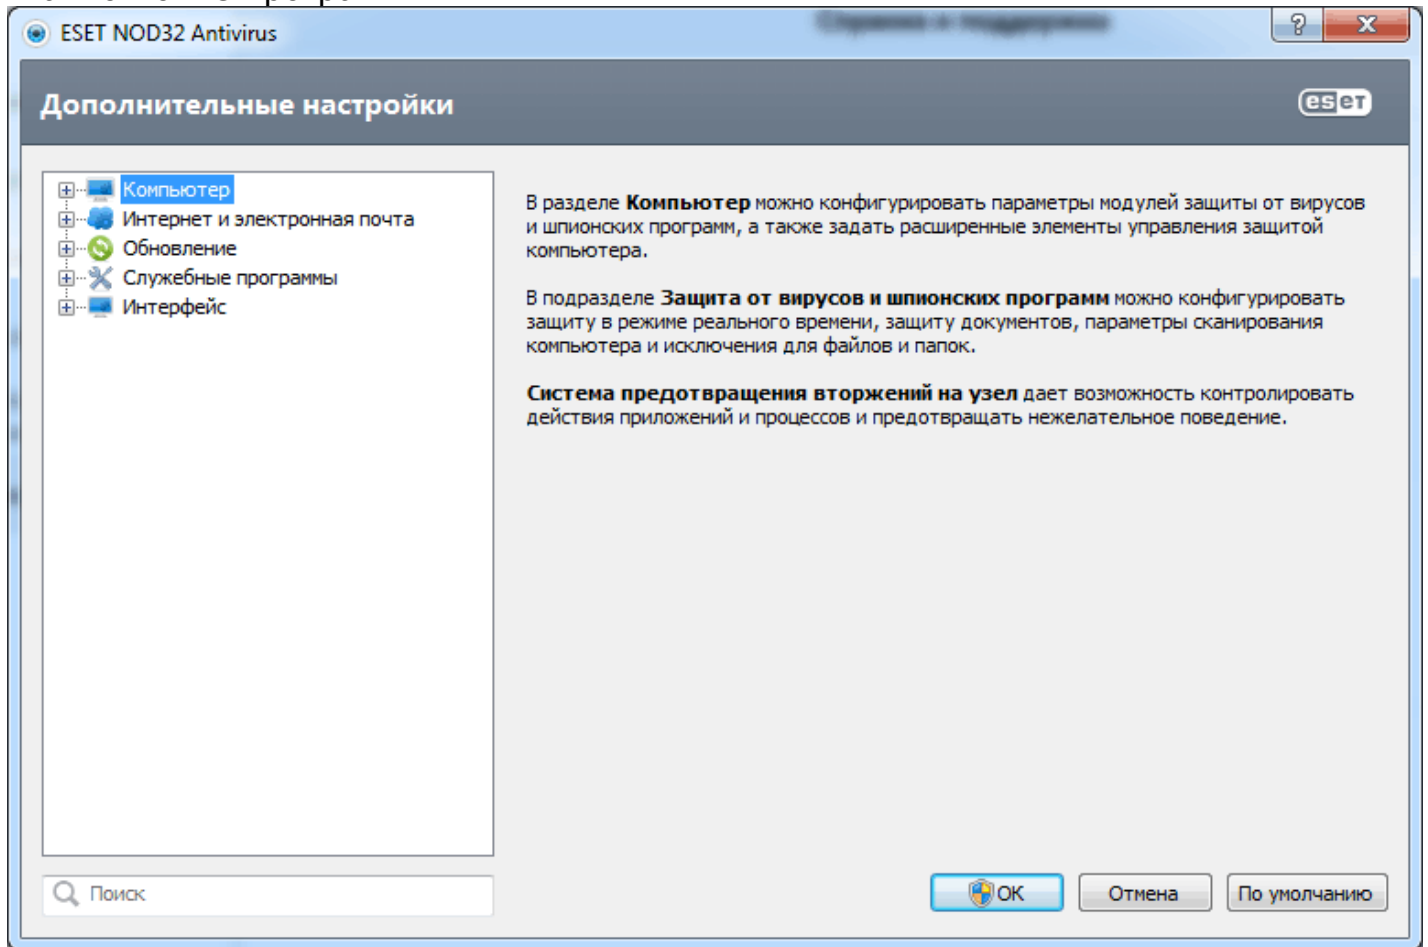 ESET NOD32 Antivirus
Справка и поддержка
?
X
Дополнительные настройки
eset
Компьютер
Интернет и электронная почта
Обновление
Служебные программы
Интерфейс
В разделе Компьютер можно конфигурировать параметры модулей защиты от вирусов
и шпионских программ, а также задать расширенные элементы управления защитой
компьютера.
В подразделе Защита от вирусов и шпионских программ можно конфигурировать
защиту в режиме реального времени, защиту документов, параметры сканирования
компьютера и исключения для файлов и папок.
Система предотвращения вторжений на узел дает возможность контролировать
действия приложений и процессов и предотвращать нежелательное поведение.
Поиск
ОК
Отмена
По умолчанию